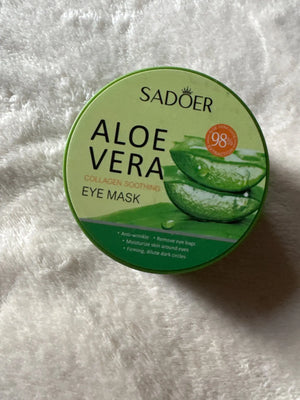 SADOER
ALOE
VERA
COLLAGEN SOOTHING
EYE MASK
98%
• Anti-wrinkle • Remove eye bags
• Moisturize skin around eyes
• Firming, dilute dark circles